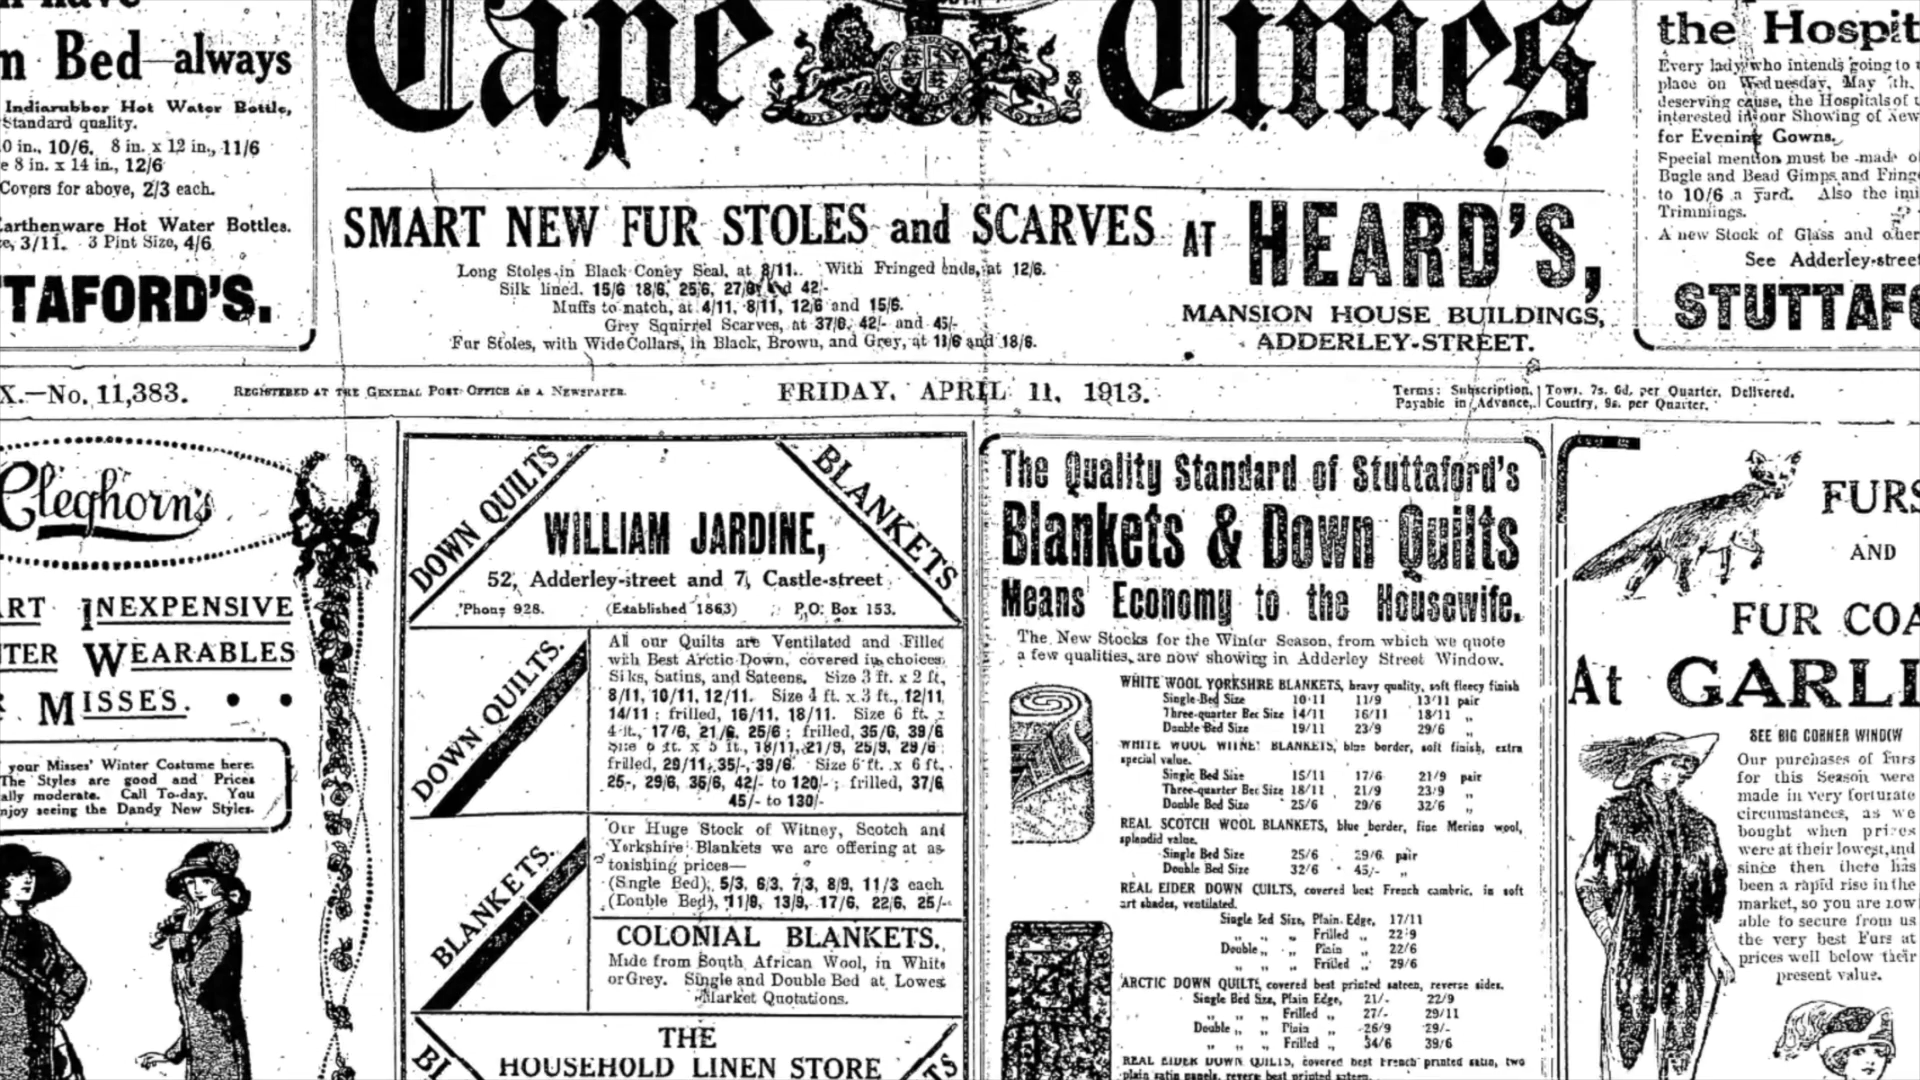 m Bed—always
Indiarubber Hot Water Bottle,
Standard quality.
0 in., 10/6. 8 in. x 12 in., 11/6
e 8 in. x 14 in., 12/6
Covers for above, 2/3 each.
Earthenware Hot Water Bottles.
3/11. 3 Pint Size, 4/6
TTAFORD'S.
Cape Times
SMART NEW FUR STOLES and SCARVES AT HEARD'S,
Long Stoles in Black Coney Seal, at 8/11. With Fringed ends, at 12/6.
Silk lined. 15/6 18/6, 25/6, 27/6 and 42/-
Muffs to match, at 4/11, 8/11, 12/6 and 15/6.
Grey Squirrel Scarves, at 37/6, 42/- and 45/-
Fur Stoles, with Wide Collars, in Black, Brown, and Grey, at 11/6 and 18/6.
MANSION HOUSE BUILDINGS,
ADDERLEY-STREET.
the Hospit
Every lady who intends going to
place on Wednesday, May
deserving cause, the Hospitals of
interested in our Showing of New
for Evening Gowns.
Special mention must be made
Bugle and Bead Gimps and Fring
to 10/6 a yard. Also the
Trimmings.
A new Stock of Glass and other
See Adderley-street
STUTTAFO
X.—No. 11,383.
REGISTERED AT THE GENERAL POST OFFICE AS A NEWSPAPER.
FRIDAY, APRIL 11, 1913.
Terms: Subscription, Town, 7s. 6d. per Quarter, Delivered.
Payable in Advance, Country, 9s. per Quarter.
Cleghorn's
ART INEXPENSIVE
TER WEARABLES
MISSES.
your Misses' Winter Costume here.
The Styles are good and Prices
ally moderate. Call To-day. You
njoy seeing the Dandy New Styles.
DOWN QUILTS
BLANKETS
WILLIAM JARDINE,
52, Adderley-street and 7, Castle-street
'Phone 928. (Established 1863) P.O. Box 153.
DOWN QUILTS.
All our Quilts are Ventilated and Filled
with Best Arctic Down, covered in choice
Silks, Satins, and Sateens. Size 3 ft. x 2 ft.,
8/11, 10/11, 12/11. Size 4 ft. x 3 ft., 12/11,
14/11; frilled, 16/11, 18/11. Size 6 ft. x
4 ft., 17/6, 21/6, 25/6; frilled, 35/6, 39/6
Size 6 ft. x 5 ft., 18/11, 21/9, 25/9, 29/6
frilled, 29/11, 35/-, 39/6. Size 6 ft. x 6 ft.,
25/-, 29/6, 36/6, 42/- to 120/-; frilled, 37/6,
45/- to 130/-
BLANKETS.
Our Huge Stock of Witney, Scotch and
Yorkshire Blankets we are offering at as-
tonishing prices—
(Single Bed), 5/3, 6/3, 7/3, 8/9, 11/3 each
(Double Bed), 11/9, 13/9, 17/6, 22/6, 25/-
COLONIAL BLANKETS.
Made from South African Wool, in White
or Grey. Single and Double Bed at Lowest
Market Quotations.
THE
HOUSEHOLD LINEN STORE
The Quality Standard of Stuttaford's
Blankets & Down Quilts
Means Economy to the Housewife.
The New Stocks for the Winter Season, from which we quote
a few qualities, are now showing in Adderley Street Window.
WHITE WOOL YORKSHIRE BLANKETS, heavy quality, soft fleecy finish
Single Bed Size 10/11 11/9 13/11 pair
Three-quarter Bed Size 14/11 16/11 18/11 „
Double Bed Size 19/11 23/9 29/6 „
WHITE WOOL WITNEY BLANKETS, blue border, soft finish, extra
special value.
Single Bed Size 15/11 17/6 21/9 pair
Three-quarter Bed Size 18/11 21/9 23/9 „
Double Bed Size 25/6 29/6 32/6 „
REAL SCOTCH WOOL BLANKETS, blue border, fine Merino wool,
splendid value.
Single Bed Size 25/6 29/6 pair
Double Bed Size 32/6 45/- „
REAL EIDER DOWN QUILTS, covered best French cambric, in soft
art shades, ventilated.
Single Bed Size, Plain Edge, 17/11
„ „ „ Frilled „ 22/9
Double „ „ Plain „ 22/6
„ „ „ Frilled „ 29/6
ARCTIC DOWN QUILTS, covered best printed sateen, reverse sides.
Single Bed Size, Plain Edge, 21/- 22/9
„ „ „ Frilled „ 27/- 29/11
Double „ „ Plain „ 26/9 29/-
„ „ „ Frilled „ 34/6 39/6
REAL EIDER DOWN QUILTS, covered best French printed satin, two
plain satin panels, reverse best printed sateen.
FURS
AND
FUR COA
At GARLI
SEE BIG CORNER WINDOW
Our purchases of Furs
for this Season were
made in very fortunate
circumstances, as we
bought when prices
were at their lowest, and
since then there has
been a rapid rise in the
market, so you are now
able to secure from us
the very best Furs at
prices well below their
present value.